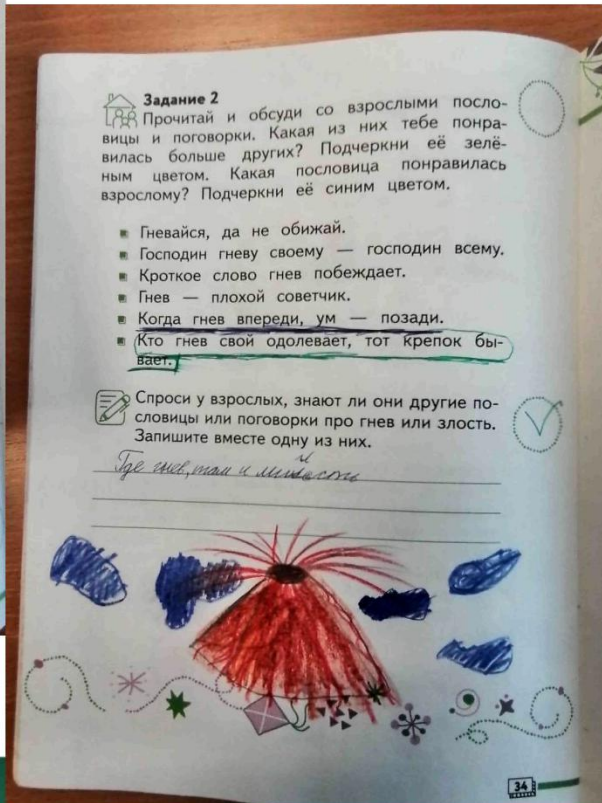 Задание 2
Прочитай и обсуди со взрослыми посло-
вицы и поговорки. Какая из них тебе понра-
вилась больше других? Подчеркни её зелё-
ным цветом. Какая пословица понравилась
взрослому? Подчеркни её синим цветом.
Гневайся, да не обижай.
Господин гневу своему — господин всему.
Кроткое слово гнев побеждает.
Гнев — плохой советчик.
Когда гнев впереди, ум — позади.
Кто гнев свой одолевает, тот крепок бы-
вает.
Спроси у взрослых, знают ли они другие по-
словицы или поговорки про гнев или злость.
Запишите вместе одну из них.
Где гнев, там и милость
34